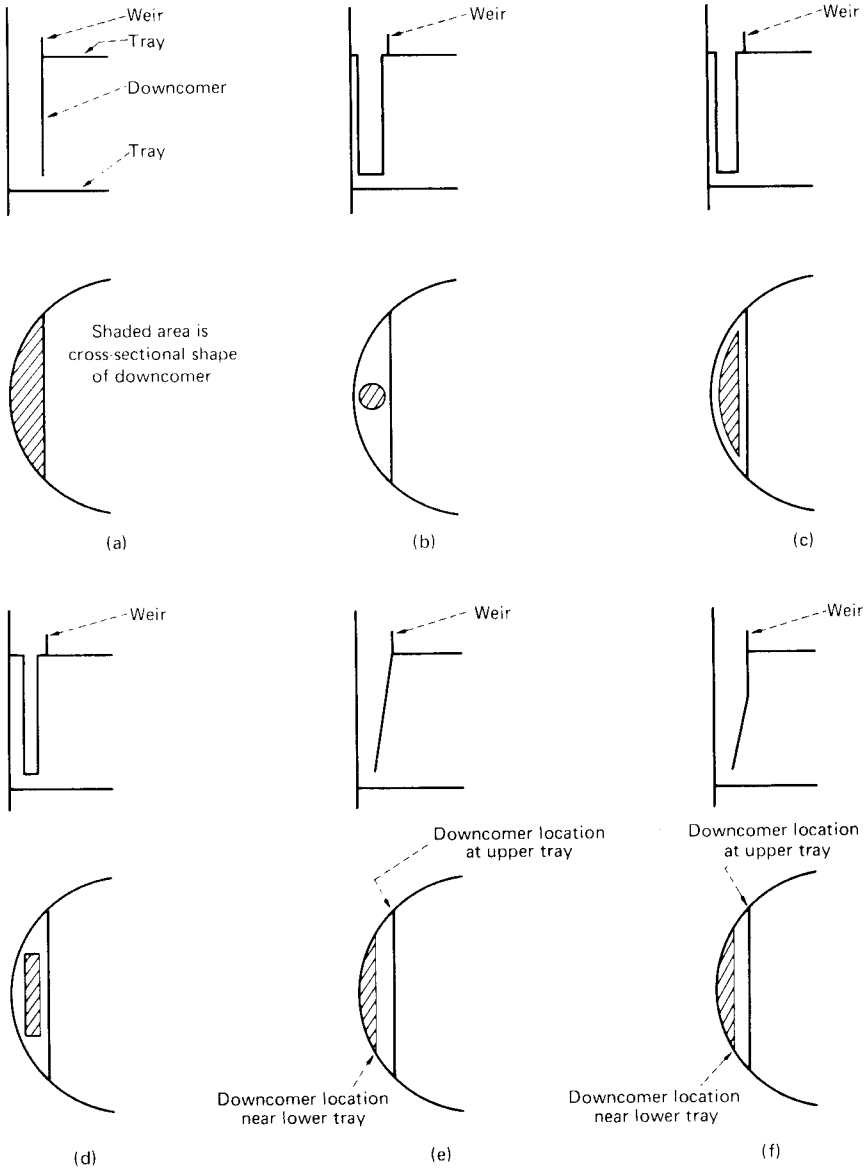 Weir
Tray
Downcomer
Tray
Weir
Weir
Shaded area is
cross-sectional shape
of downcomer
(a)
(b)
(c)
Weir
Weir
Weir
Downcomer location
at upper tray
Downcomer location
at upper tray
Downcomer location
near lower tray
Downcomer location
near lower tray
(d)
(e)
(f)